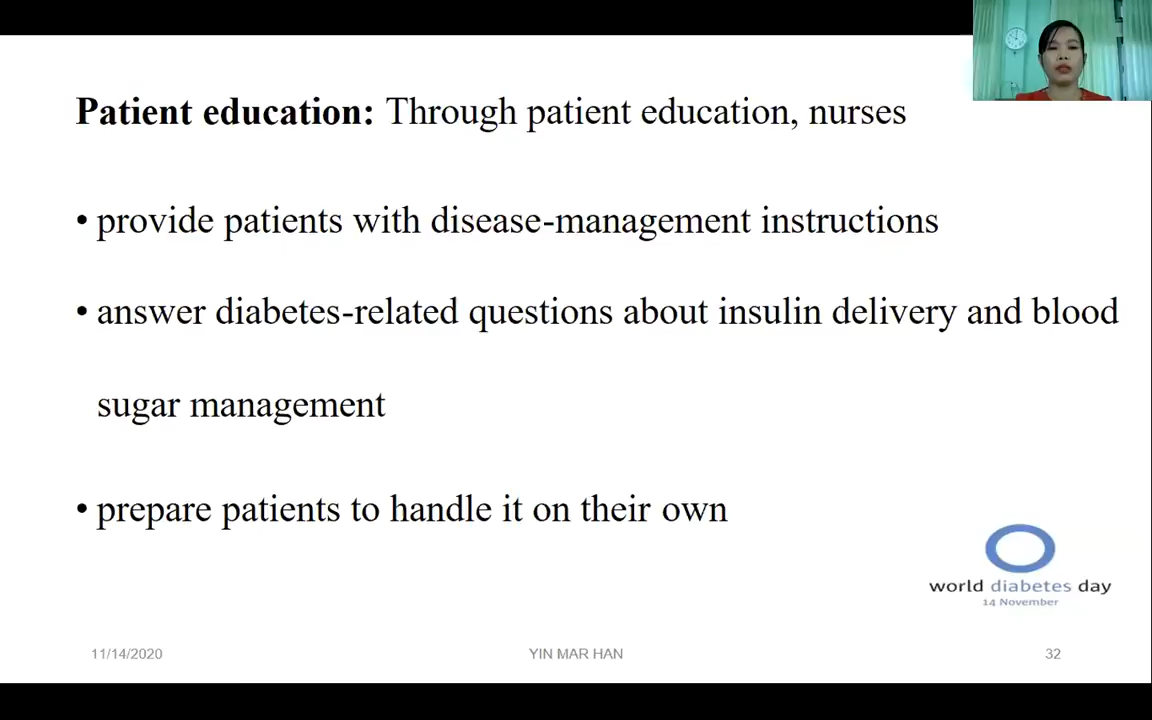 Patient education: Through patient education, nurses
• provide patients with disease-management instructions
• answer diabetes-related questions about insulin delivery and blood
sugar management
• prepare patients to handle it on their own
world diabetes day
14 November
11/14/2020
YIN MAR HAN
32